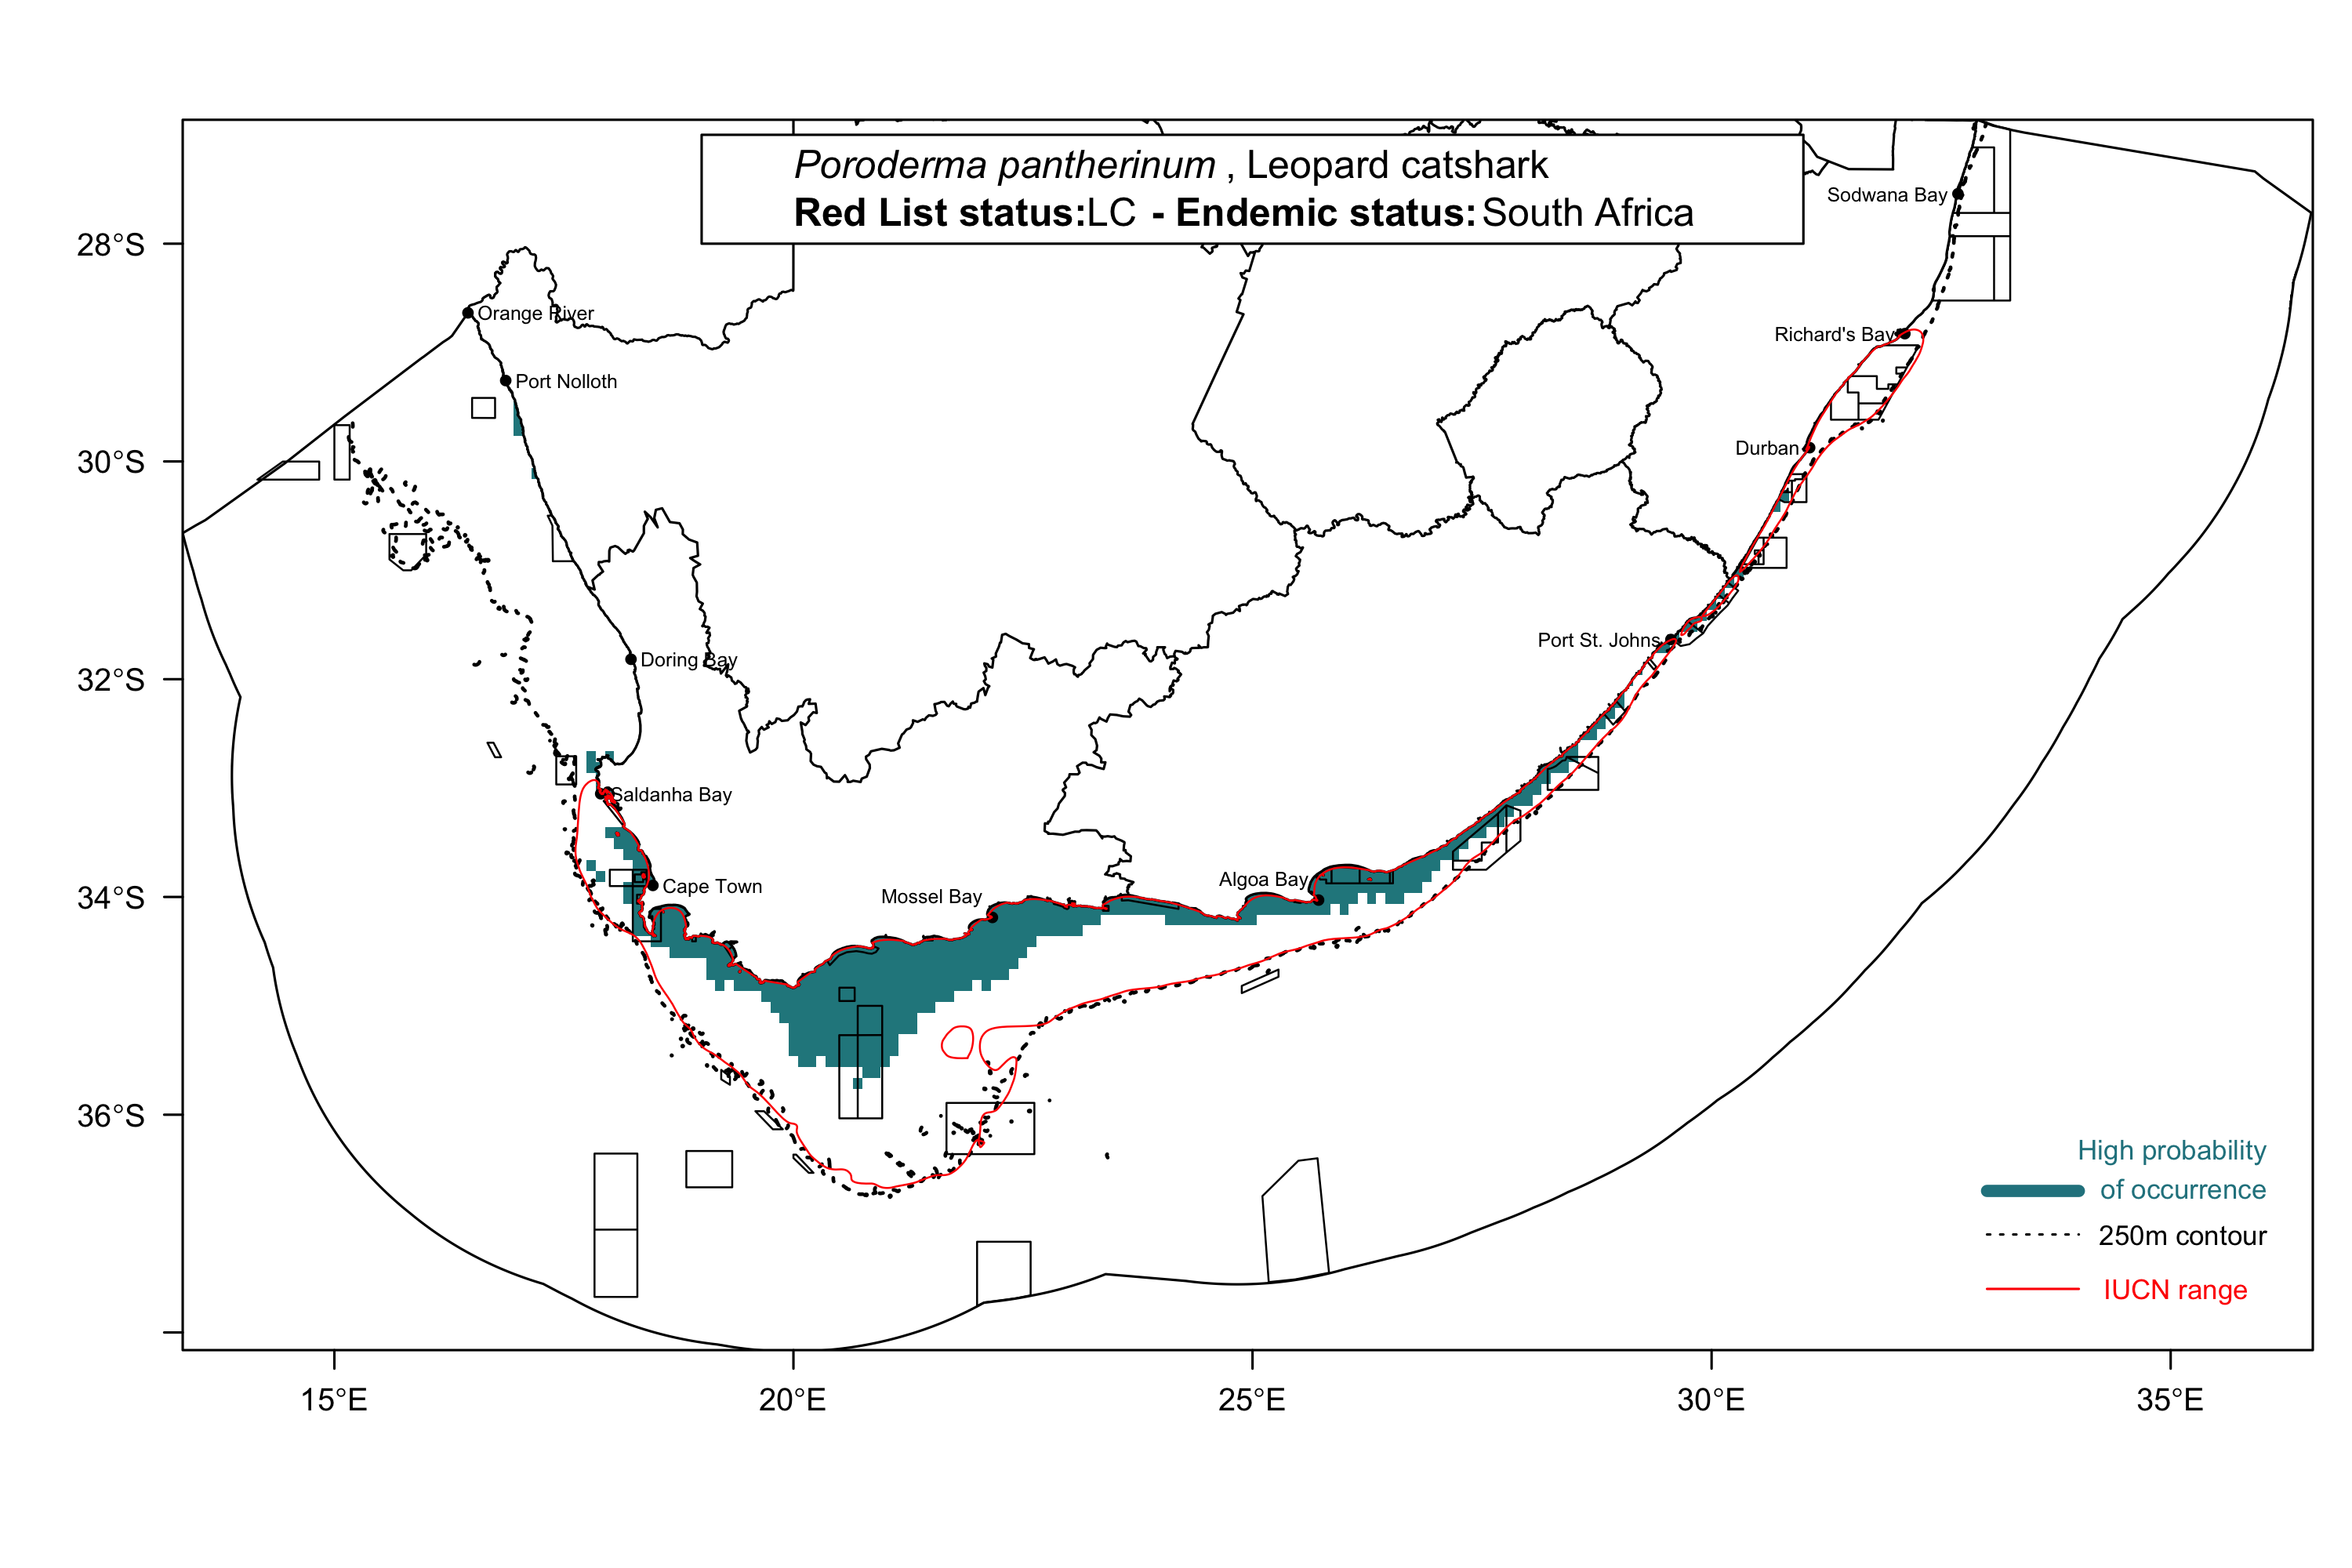 Poroderma pantherinum , Leopard catshark
Red List status:LC - Endemic status: South Africa
Sodwana Bay
28°S
Orange River
Richard's Bay
Port Nolloth
Durban
30°S
Port St. Johns
Doring Bay
32°S
Saldanha Bay
Algoa Bay
Cape Town
Mossel Bay
34°S
36°S
High probability
of occurrence
250m contour
IUCN range
15°E
20°E
25°E
30°E
35°E